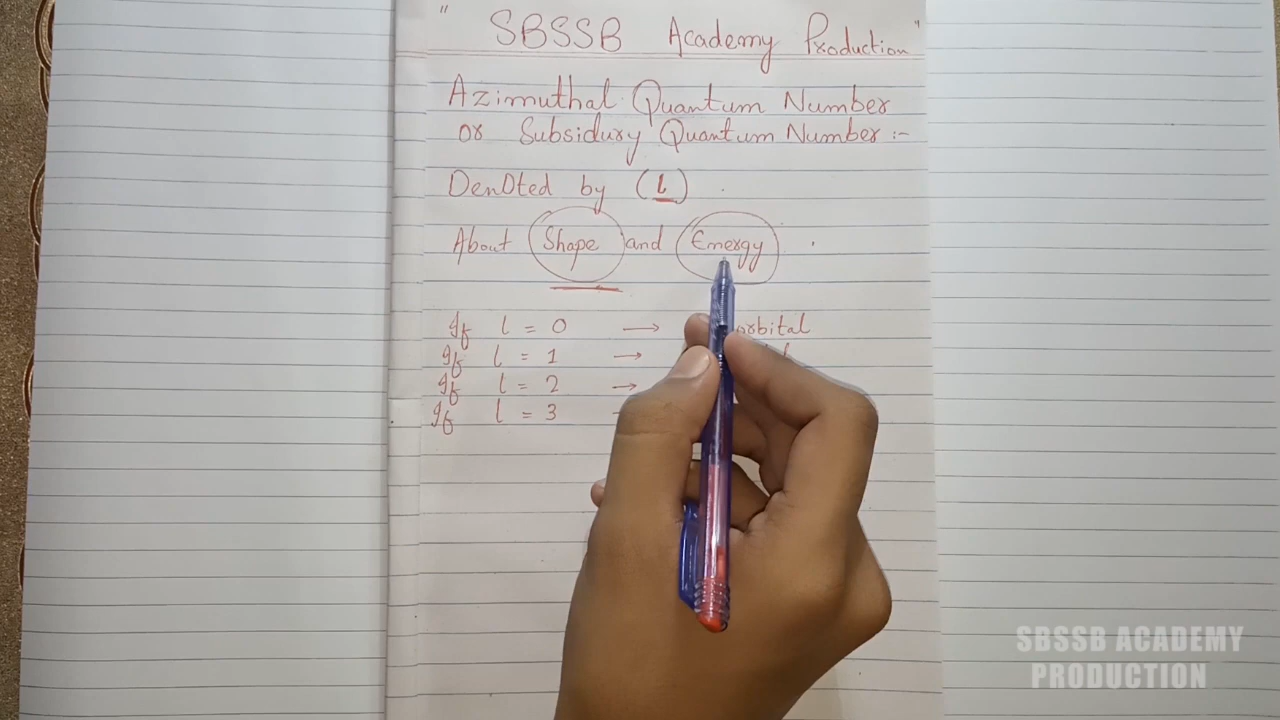 " SBSSB Academy Production "
Azimuthal Quantum Number
or Subsidury Quantum Number :-
DenOted by (l) .
About Shape and Energy .
If l = 0 → orbital
If l = 1 →
If l = 2 →
If l = 3
SBSSB ACADEMY
PRODUCTION